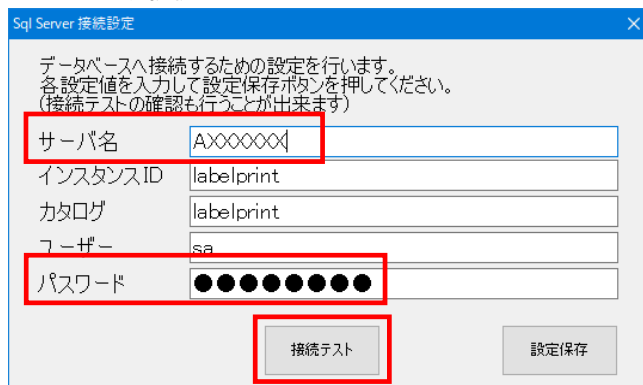 Sql Server 接続設定
データベースへ接続するための設定を行います。
各設定値を入力して設定保存ボタンを押してください。
(接続テストの確認も行うことが出来ます)
サーバ名 AXXXXXX
インスタンスID labelprint
カタログ labelprint
ユーザー sa
パスワード ●●●●●●●●
接続テスト 設定保存